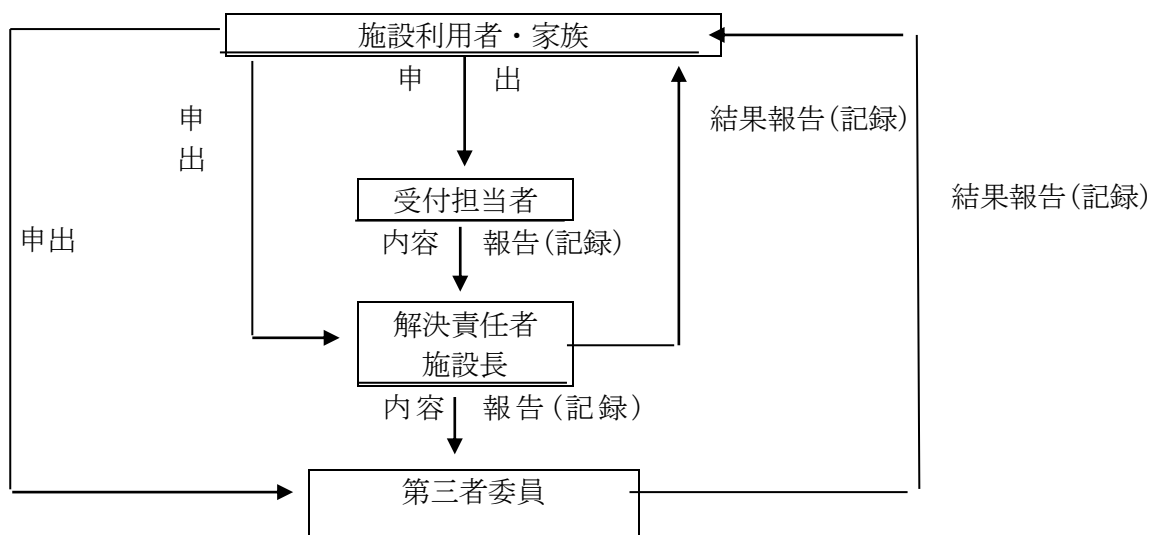 施設利用者・家族
申 出
申出
結果報告(記録)
結果報告(記録)
受付担当者
申出
内容 報告(記録)
解決責任者
施設長
内容 報告(記録)
第三者委員